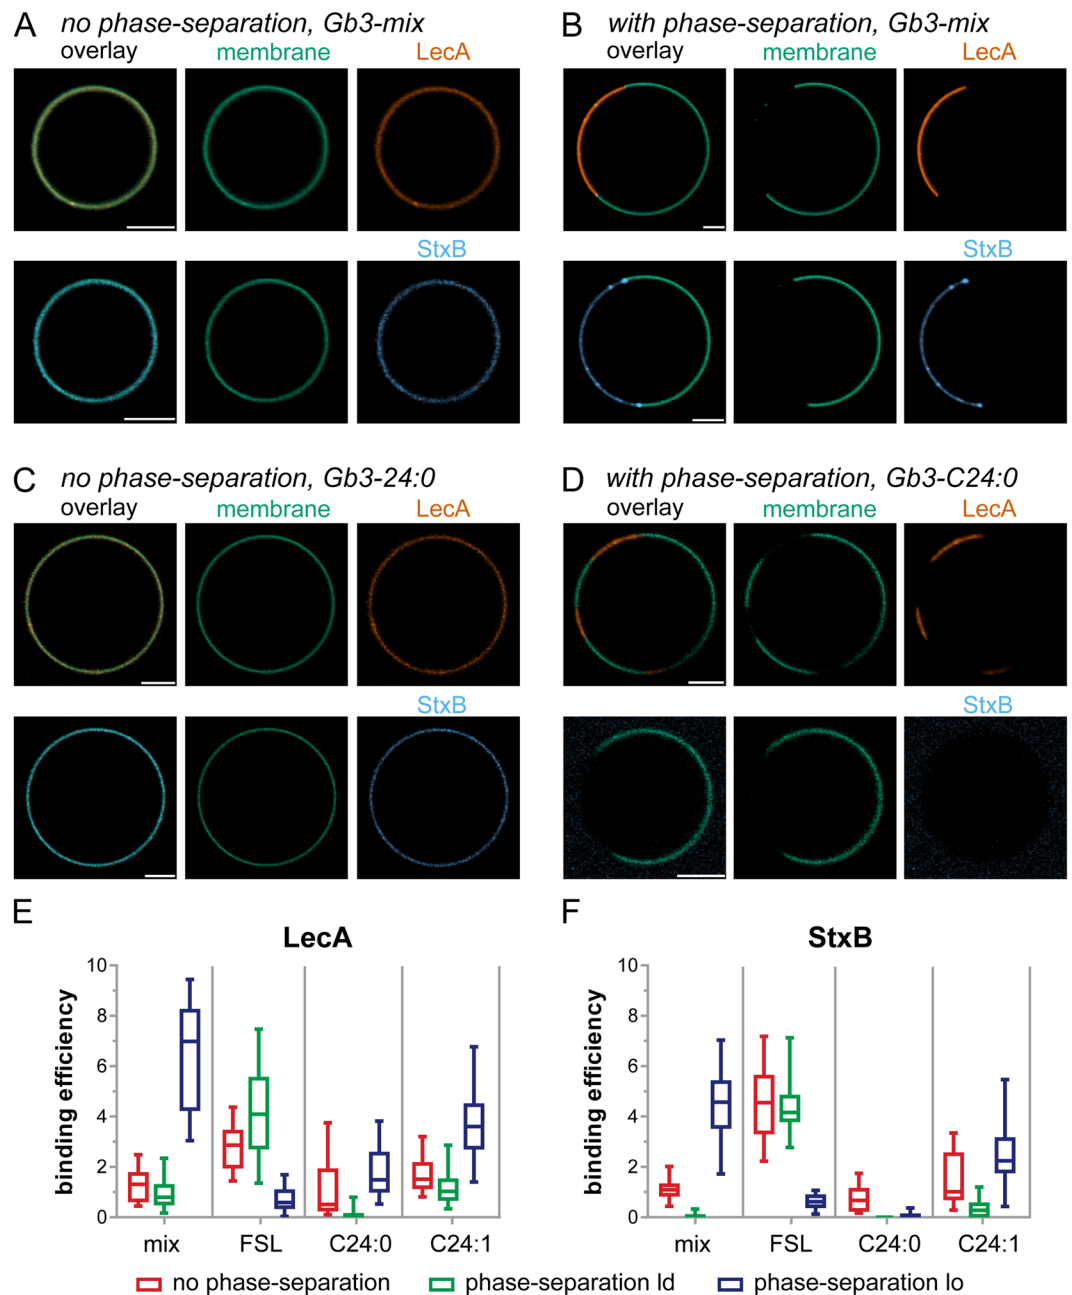 A no phase-separation, Gb3-mix
overlay membrane LecA
StxB
B with phase-separation, Gb3-mix
overlay membrane LecA
StxB
C no phase-separation, Gb3-24:0
overlay membrane LecA
StxB
D with phase-separation, Gb3-C24:0
overlay membrane LecA
StxB
E
LecA
binding efficiency
10
8
6
4
2
0
mix FSL C24:0 C24:1
F
StxB
binding efficiency
10
8
6
4
2
0
mix FSL C24:0 C24:1
no phase-separation phase-separation ld phase-separation lo